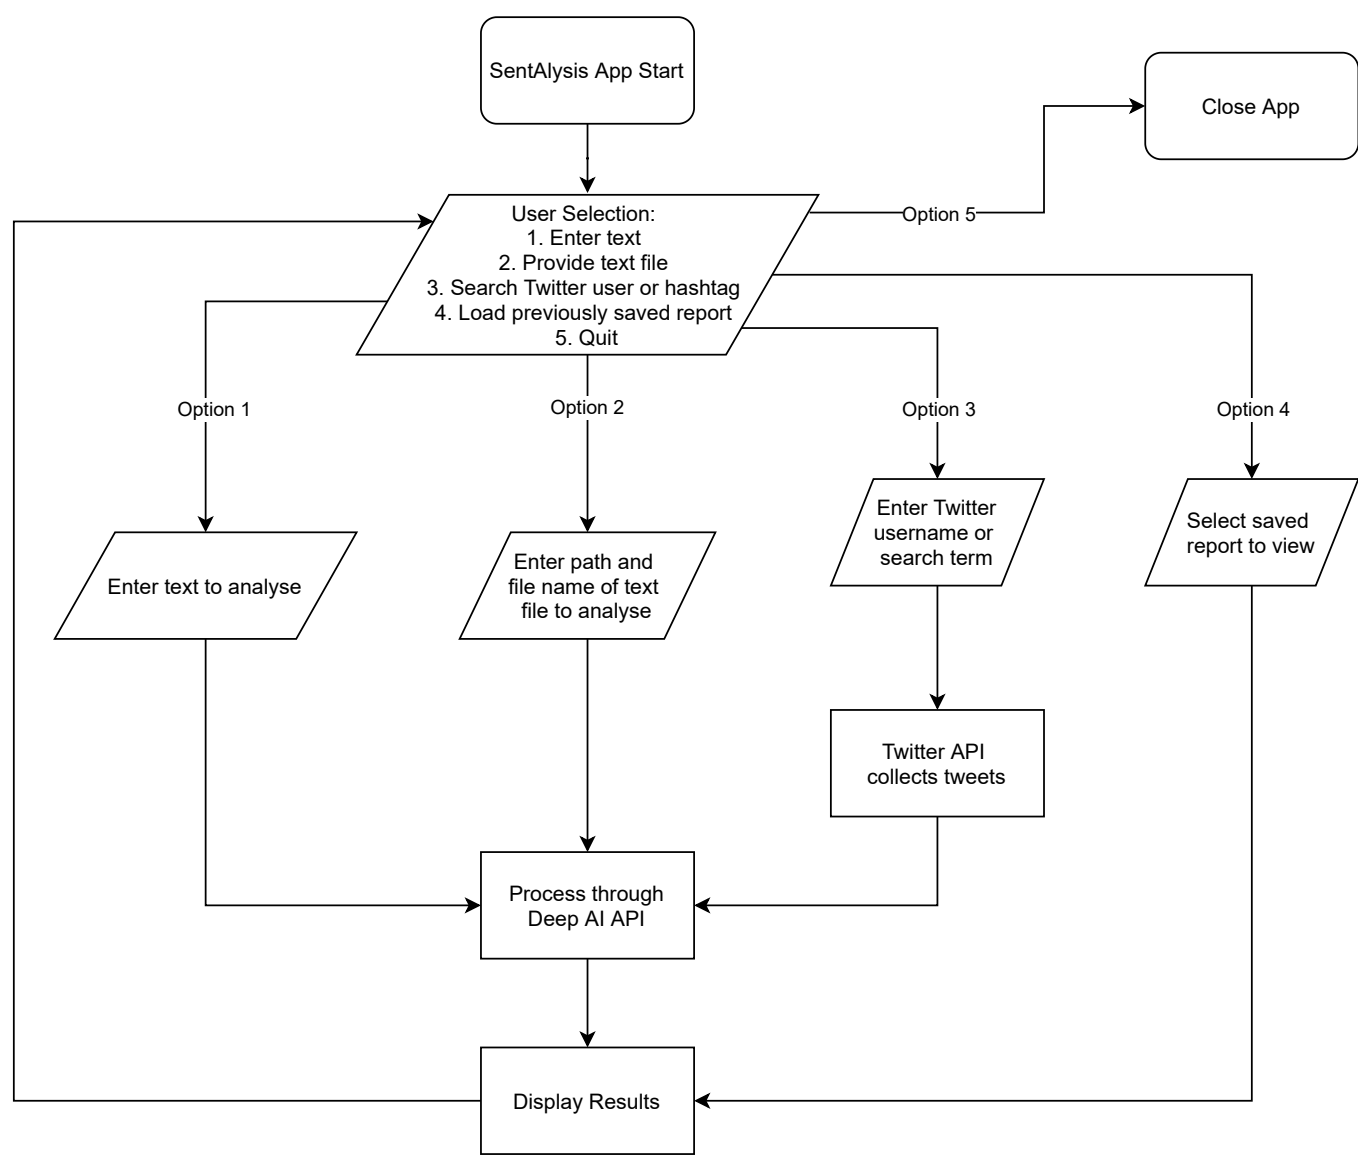 SentAlysis App Start
Close App
User Selection:
1. Enter text
2. Provide text file
3. Search Twitter user or hashtag
4. Load previously saved report
5. Quit
Option 5
Option 1
Option 2
Option 3
Option 4
Enter text to analyse
Enter path and
file name of text
file to analyse
Enter Twitter
username or
search term
Select saved
report to view
Twitter API
collects tweets
Process through
Deep AI API
Display Results